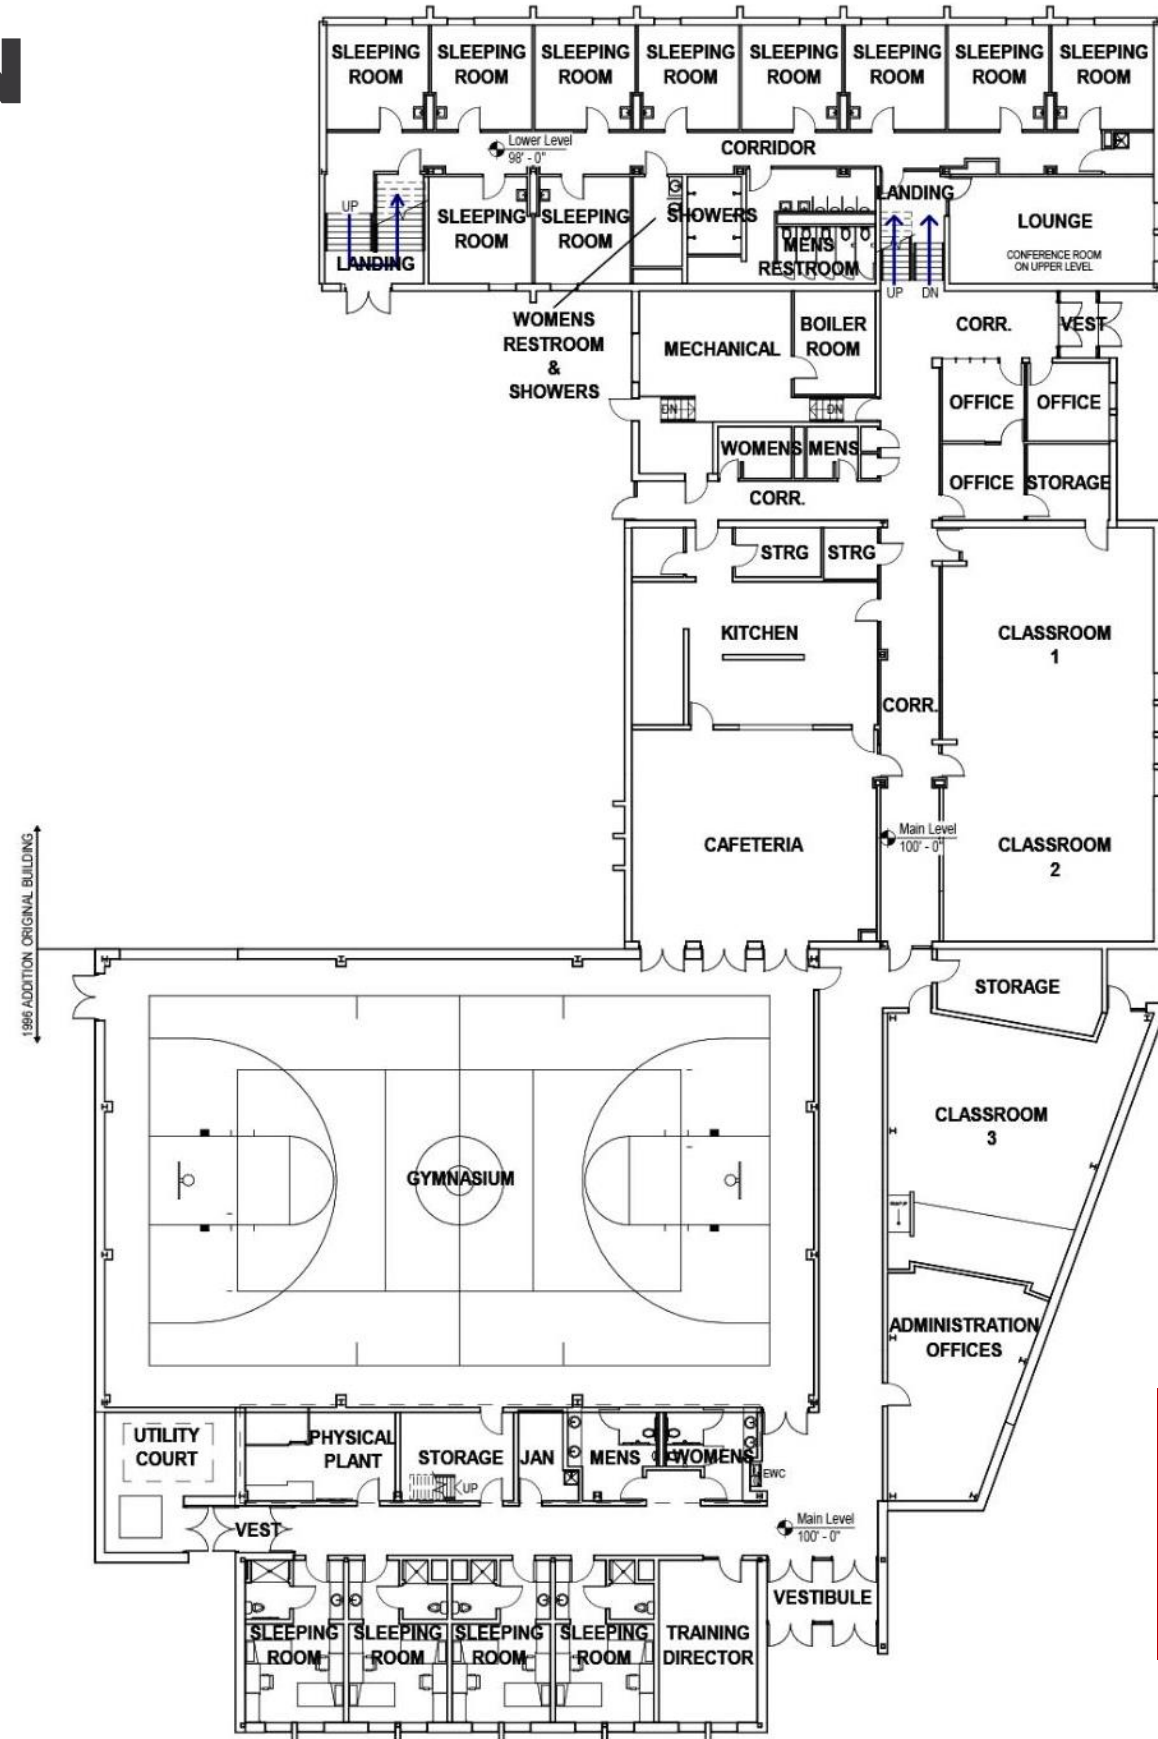 SLEEPING
ROOM
SLEEPING
ROOM
SLEEPING
ROOM
SLEEPING
ROOM
SLEEPING
ROOM
SLEEPING
ROOM
SLEEPING
ROOM
SLEEPING
ROOM
Lower Level
98' - 0"
CORRIDOR
UP
LANDING
SLEEPING
ROOM
SLEEPING
ROOM
SHOWERS
MENS
RESTROOM
LANDING
UP
DN
LOUNGE
CONFERENCE ROOM
ON UPPER LEVEL
WOMENS
RESTROOM
&
SHOWERS
MECHANICAL
BOILER
ROOM
CORR.
VEST
DN
DN
OFFICE
OFFICE
WOMENS
MENS
OFFICE
STORAGE
CORR.
STRG
STRG
KITCHEN
CLASSROOM
1
CORR.
CAFETERIA
Main Level
100' - 0"
CLASSROOM
2
1996 ADDITION
ORIGINAL BUILDING
STORAGE
CLASSROOM
3
GYMNASIUM
ADMINISTRATION
OFFICES
UTILITY
COURT
PHYSICAL
PLANT
STORAGE
UP
JAN
MENS
WOMENS
EWC
VEST
Main Level
100' - 0"
VESTIBULE
SLEEPING
ROOM
SLEEPING
ROOM
SLEEPING
ROOM
SLEEPING
ROOM
TRAINING
DIRECTOR